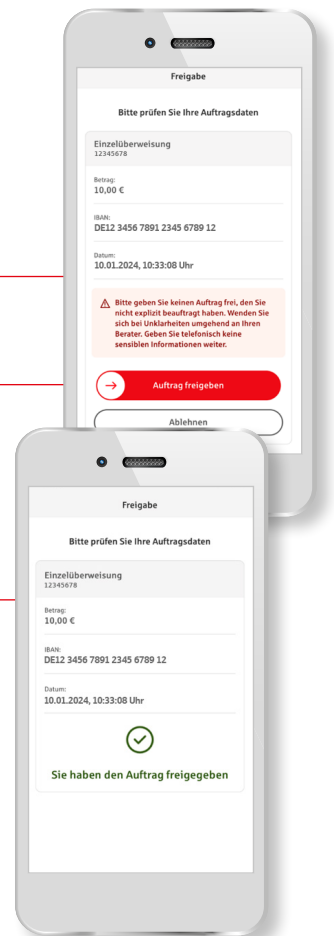 Freigabe
Bitte prüfen Sie Ihre Auftragsdaten
Einzelüberweisung
12345678
Betrag:
10,00 €
IBAN:
DE12 3456 7891 2345 6789 12
Datum:
10.01.2024, 10:33:08 Uhr
Bitte geben Sie keinen Auftrag frei, den Sie
nicht explizit beauftragt haben. Wenden Sie
sich bei Unklarheiten umgehend an Ihren
Berater. Geben Sie telefonisch keine
sensiblen Informationen weiter.
Auftrag freigeben
Ablehnen
Freigabe
Bitte prüfen Sie Ihre Auftragsdaten
Einzelüberweisung
12345678
Betrag:
10,00 €
IBAN:
DE12 3456 7891 2345 6789 12
Datum:
10.01.2024, 10:33:08 Uhr
Sie haben den Auftrag freigegeben